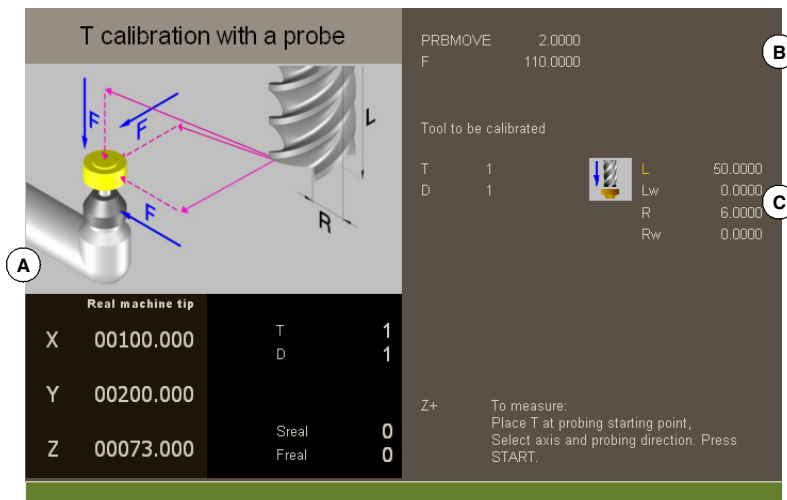 T calibration with a probe
F
F
F
L
R
A
Real machine tip
X 00100.000
Y 00200.000
Z 00073.000
T 1
D 1
Sreal 0
Freal 0
PRBMOVE 2.0000
F 110.0000
B
Tool to be calibrated
T 1
D 1
L 50.0000
Lw 0.0000
R 6.0000
Rw 0.0000
C
Z+ To measure:
Place T at probing starting point,
Select axis and probing direction. Press
START.